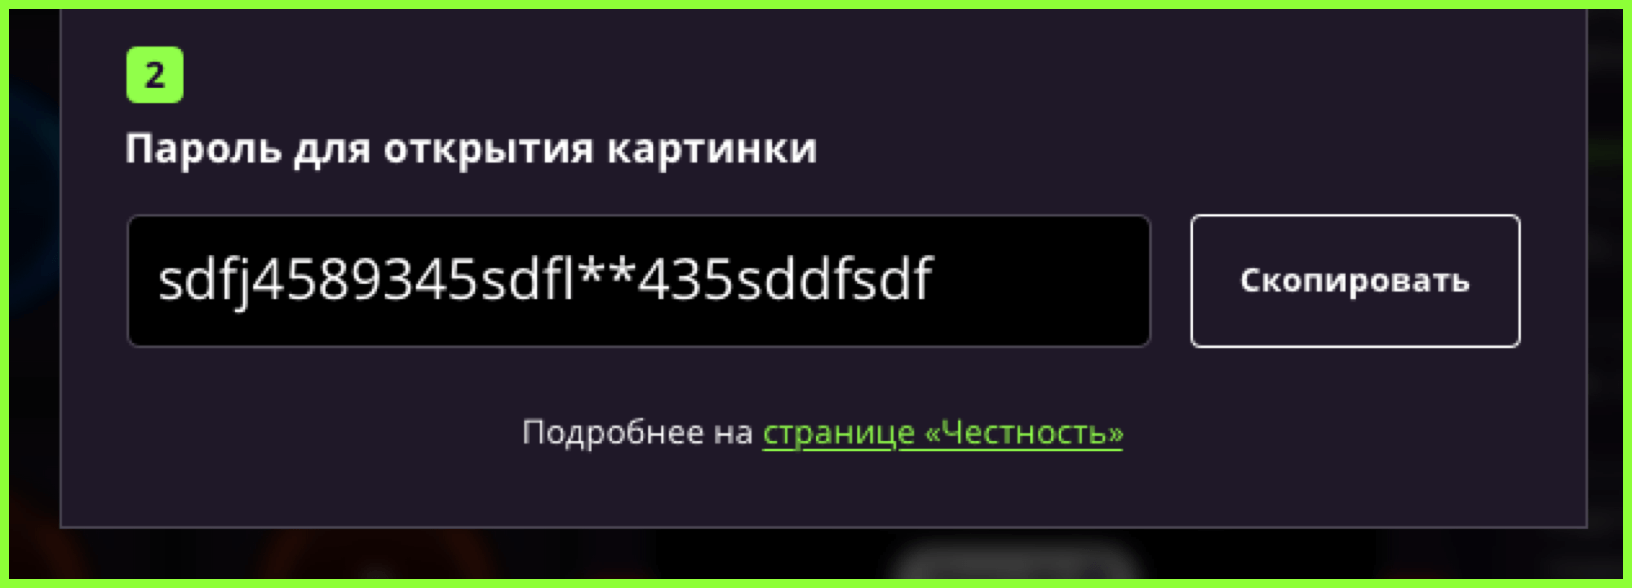 2
Пароль для открытия картинки
sdfj4589345sdfl**435sddfsdf
Скопировать
Подробнее на странице «Честность»